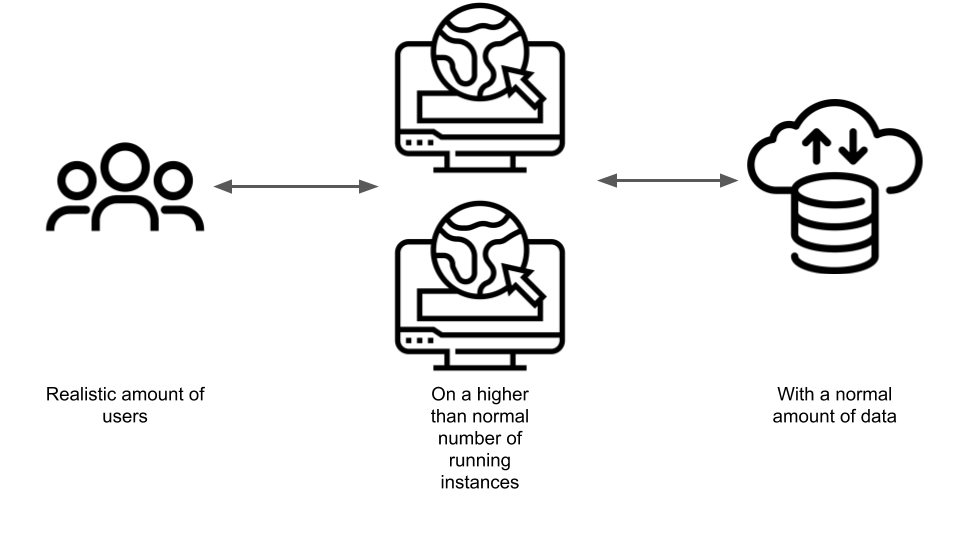 Realistic amount of
users
On a higher
than normal
number of
running
instances
With a normal
amount of data